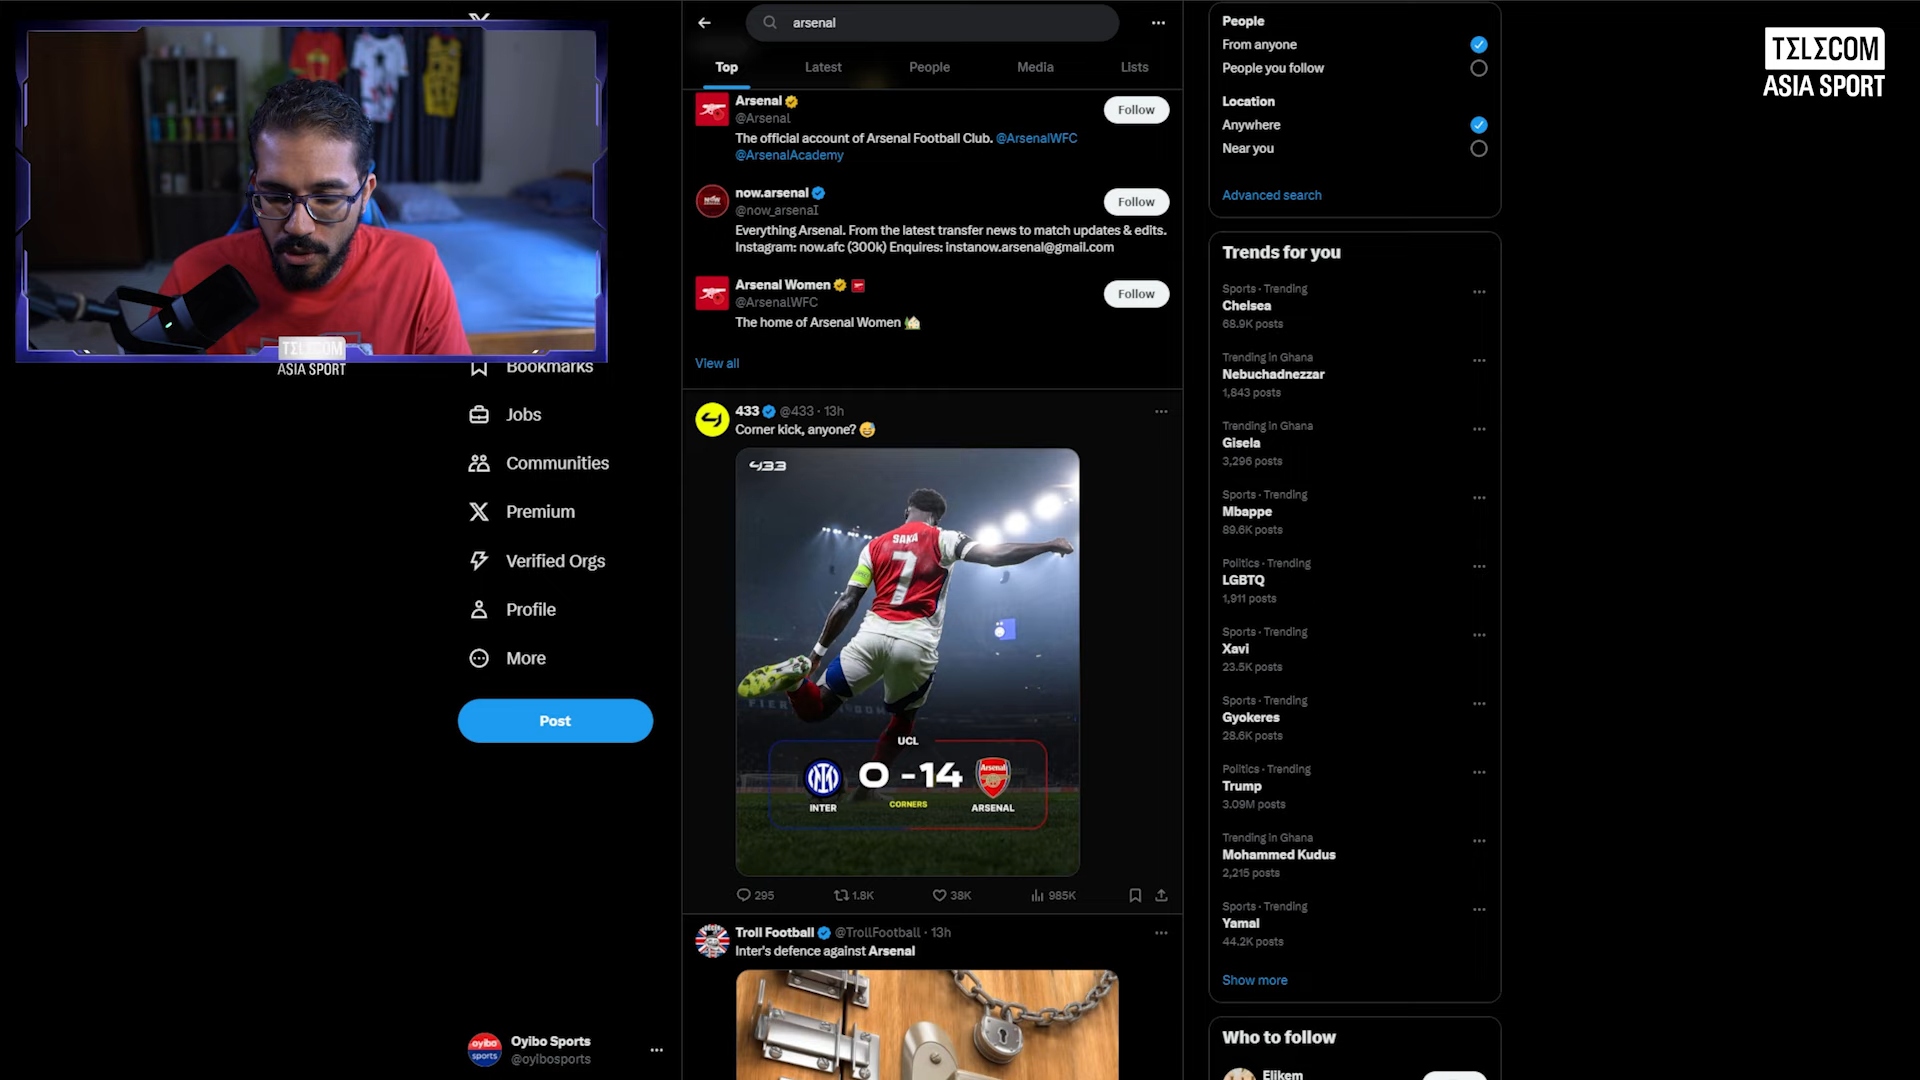 TΣLΣCOM
ASIA SPORT
TΣLΣCOM
ASIA SPORT
Bookmarks
Jobs
Communities
Premium
Verified Orgs
Profile
More
Post
Oyibo Sports
@oyibosports
oyibo
sports
arsenal
Top
Latest
People
Media
Lists
Arsenal
@Arsenal
Follow
The official account of Arsenal Football Club. @ArsenalWFC
@ArsenalAcademy
now.arsenal
@now_arsenaI
Follow
Everything Arsenal. From the latest transfer news to match updates & edits.
Instagram: now.afc (300k) Enquires: instanow.arsenal@gmail.com
Arsenal Women
@ArsenalWFC
Follow
The home of Arsenal Women
View all
433 @433 · 13h
Corner kick, anyone? 😅
433
SAKA
7
UCL
0 - 14
CORNERS
INTER
Arsenal
ARSENAL
295
1.8K
38K
985K
Troll Football @TrollFootball · 13h
Inter's defence against Arsenal
People
From anyone
People you follow
Location
Anywhere
Near you
Advanced search
Trends for you
Sports · Trending
Chelsea
68.9K posts
Trending in Ghana
Nebuchadnezzar
1,843 posts
Trending in Ghana
Gisela
3,296 posts
Sports · Trending
Mbappe
89.6K posts
Politics · Trending
LGBTQ
1,911 posts
Sports · Trending
Xavi
23.5K posts
Sports · Trending
Gyokeres
28.6K posts
Politics · Trending
Trump
3.09M posts
Trending in Ghana
Mohammed Kudus
2,215 posts
Sports · Trending
Yamal
44.2K posts
Show more
Who to follow
Elikem